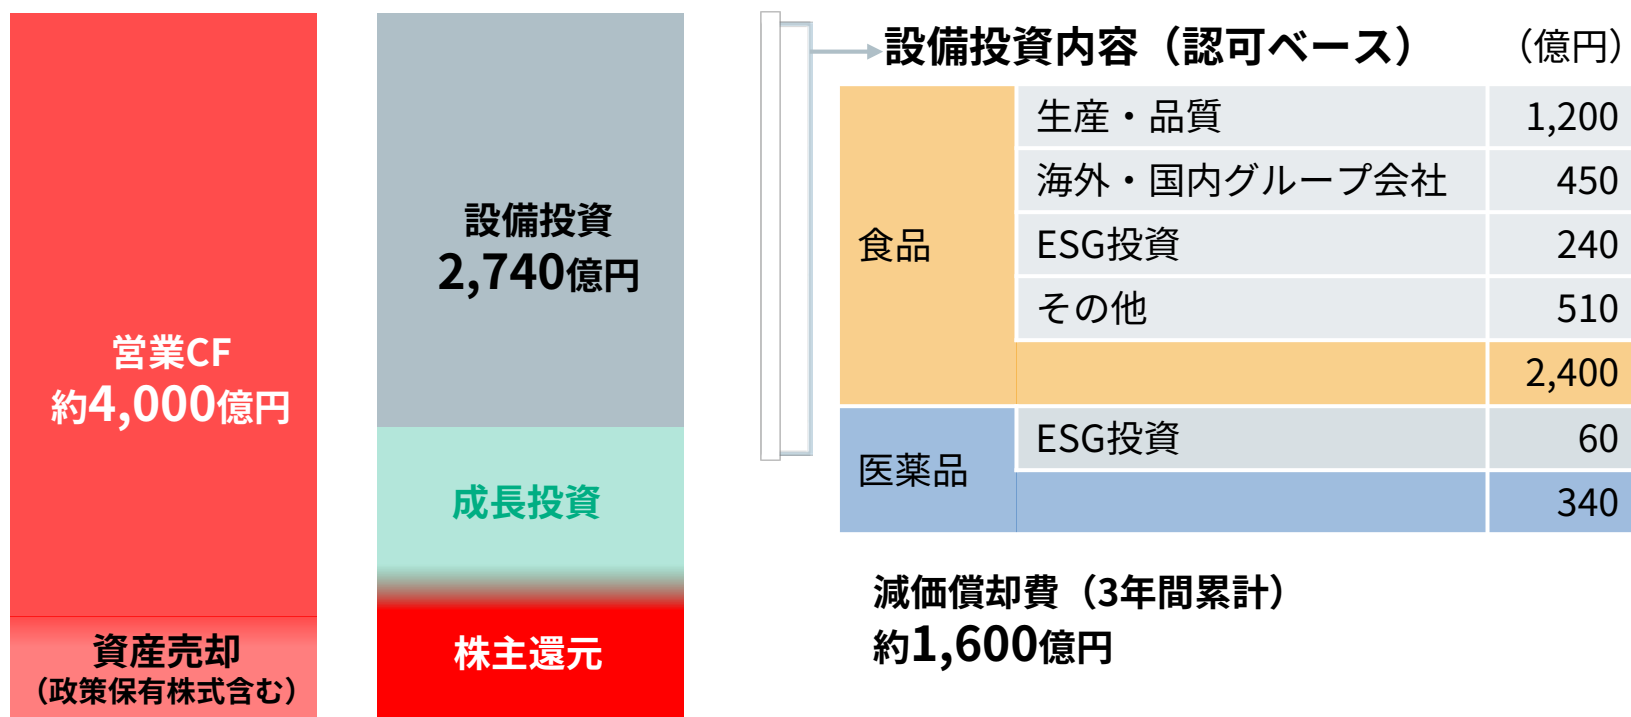 営業CF
約4,000億円
資産売却
（政策保有株式含む）
設備投資
2,740億円
成長投資
株主還元
設備投資内容（認可ベース） （億円）
食品
生産・品質 1,200
海外・国内グループ会社 450
ESG投資 240
その他 510
2,400
医薬品
ESG投資 60
340
減価償却費（3年間累計）
約1,600億円